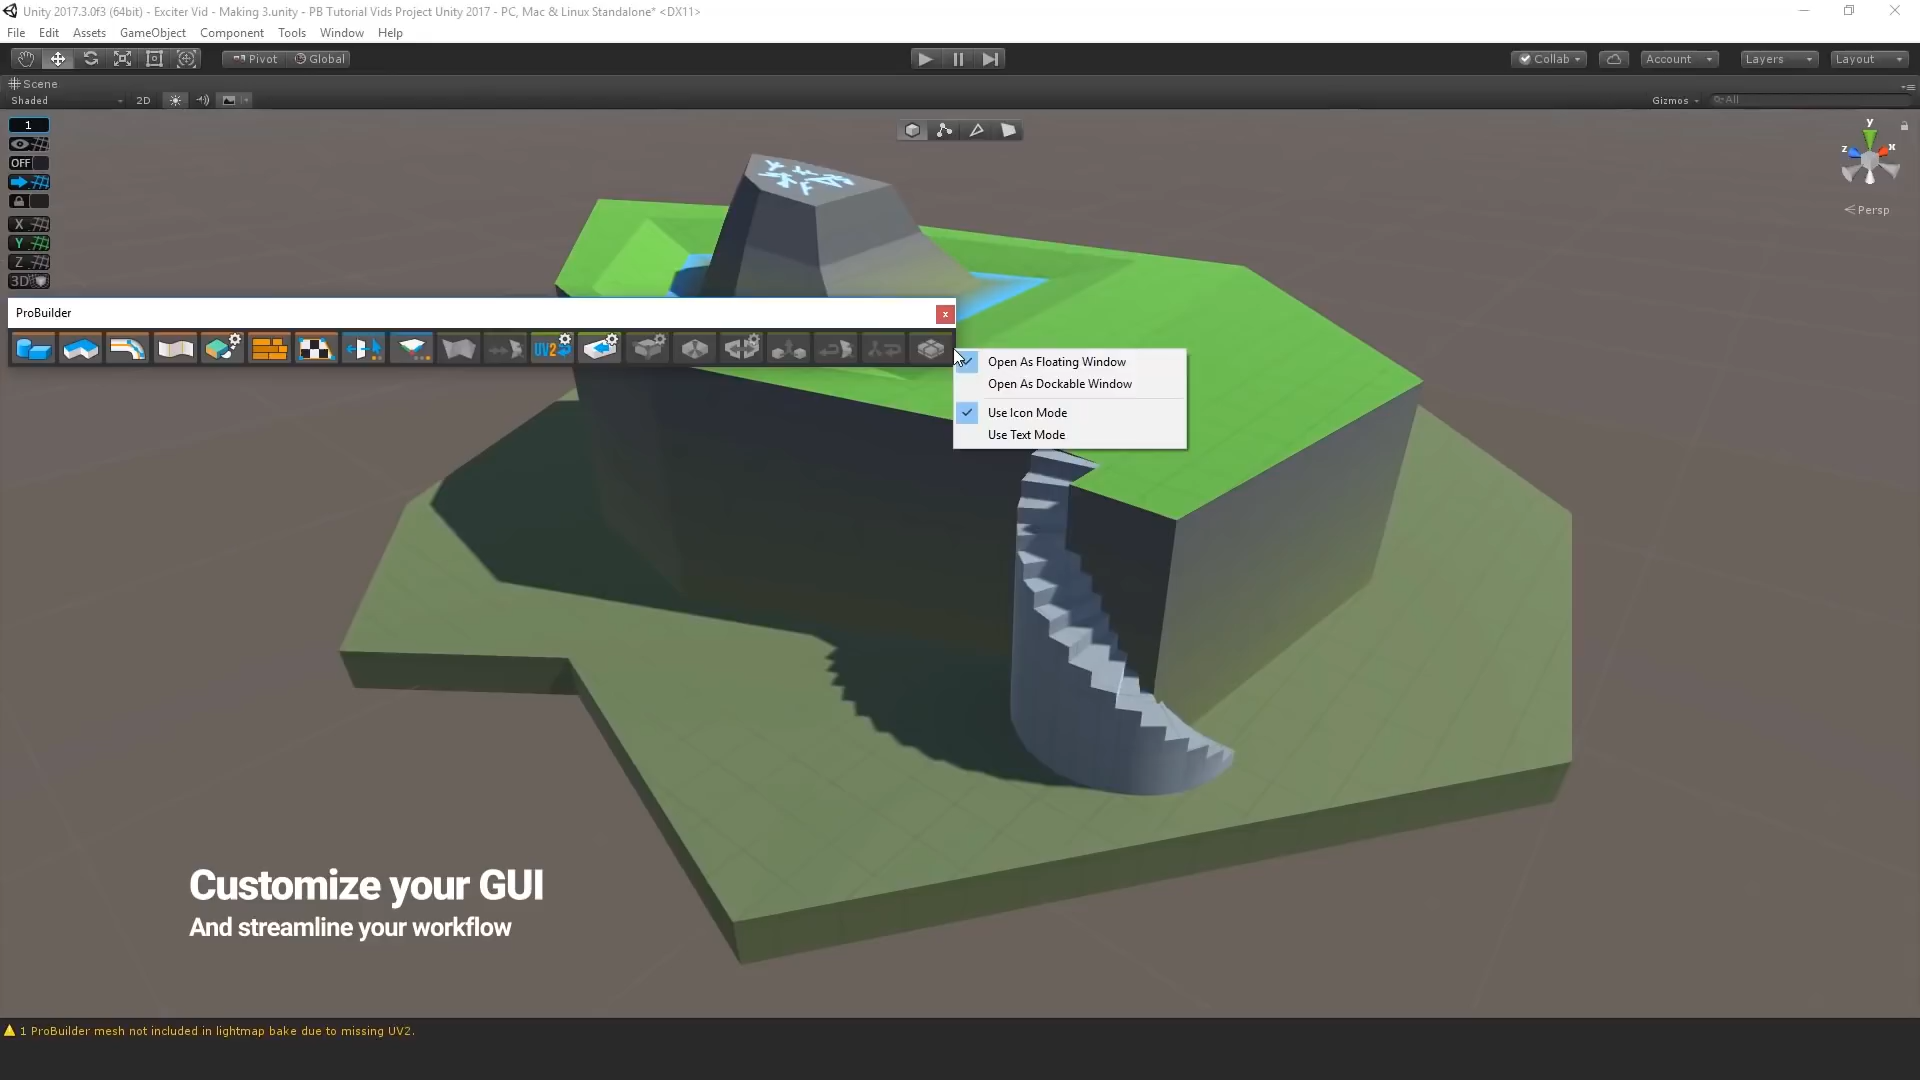 Unity 2017.3.0f3 (64bit) - Exciter Vid - Making 3.unity - PB Tutorial Vids Project Unity 2017 - PC, Mac & Linux Standalone* <DX11>
File Edit Assets GameObject Component Tools Window Help
Pivot Global Collab Account Layers Layout
Scene
Shaded 2D Gizmos All
1
OFF
X
Y
Z
3D
y
z x
Persp
ProBuilder x
UV2
Open As Floating Window
Open As Dockable Window
Use Icon Mode
Use Text Mode
Customize your GUI
And streamline your workflow
1 ProBuilder mesh not included in lightmap bake due to missing UV2.